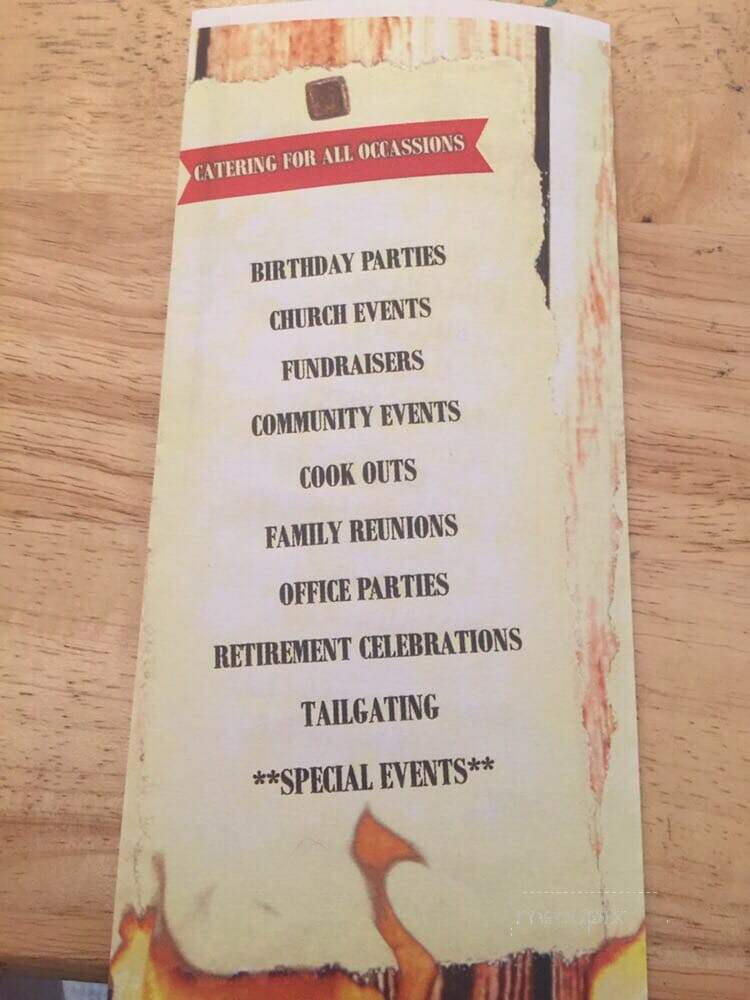 CATERING FOR ALL OCCASSIONS
BIRTHDAY PARTIES
CHURCH EVENTS
FUNDRAISERS
COMMUNITY EVENTS
COOK OUTS
FAMILY REUNIONS
OFFICE PARTIES
RETIREMENT CELEBRATIONS
TAILGATING
**SPECIAL EVENTS**
menupix